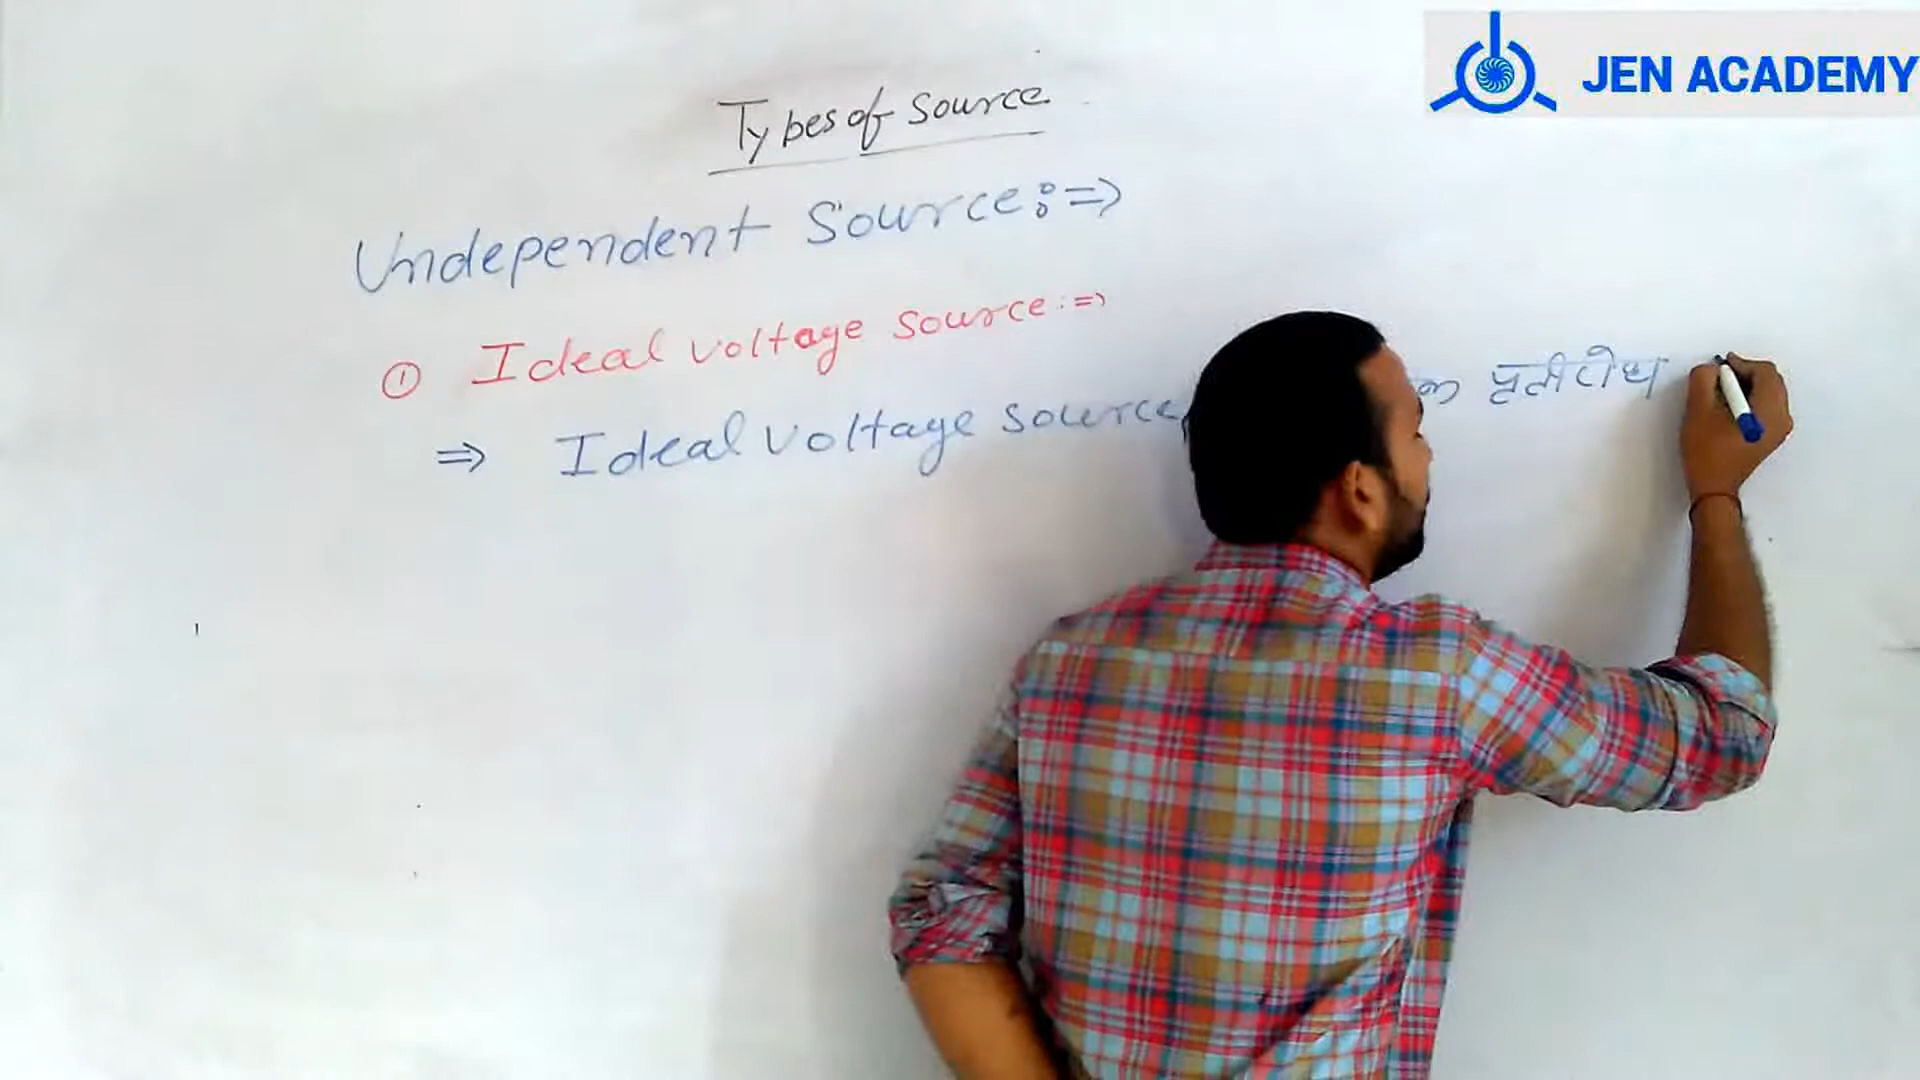 JEN ACADEMY
Types of source
Independent Source:⇒
① Ideal voltage source:⇒
⇒ Ideal voltage source प्रतीरोध